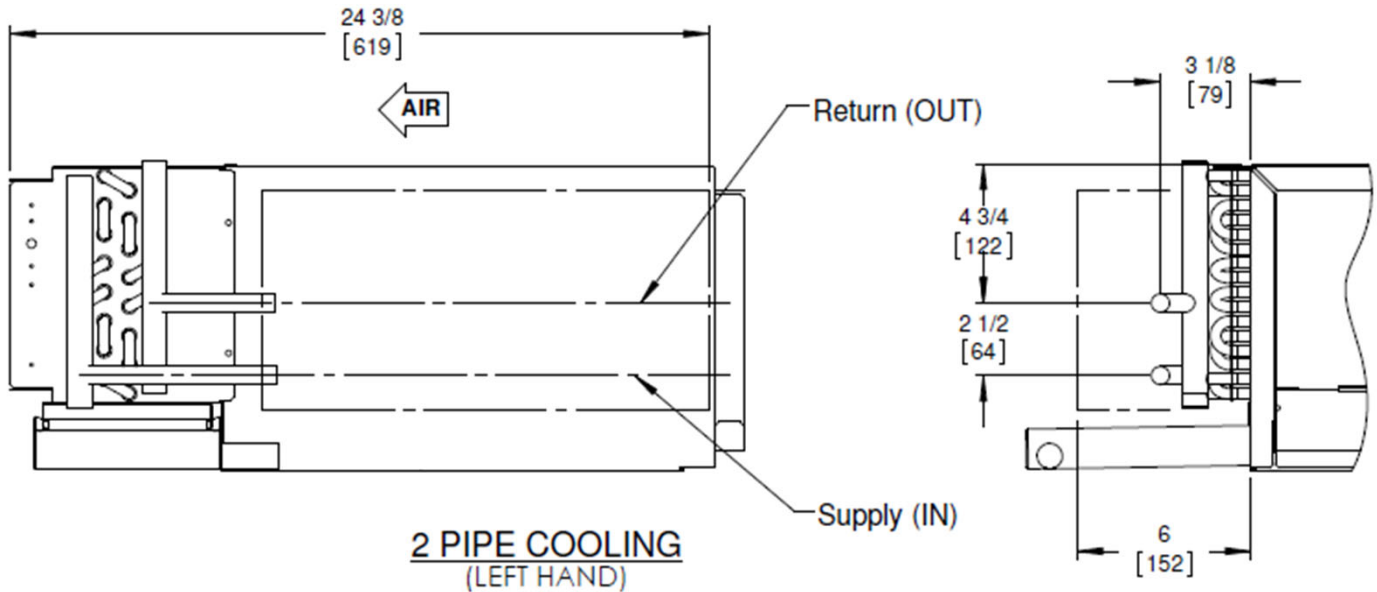 24 3/8
[619]
AIR
Return (OUT)
Supply (IN)
2 PIPE COOLING
(LEFT HAND)
3 1/8
[79]
4 3/4
[122]
2 1/2
[64]
6
[152]